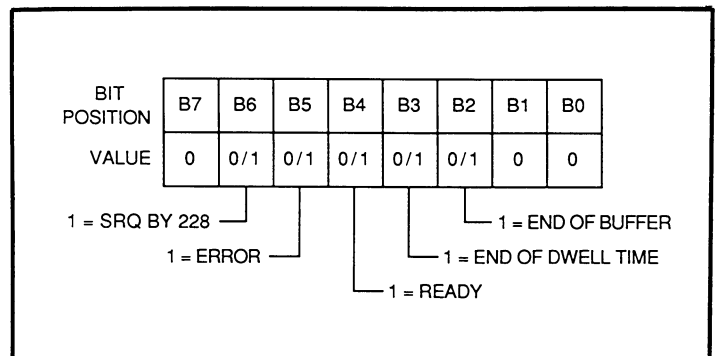 BIT
POSITION B7 B6 B5 B4 B3 B2 B1 B0
VALUE 0 0/1 0/1 0/1 0/1 0/1 0 0
1 = SRQ BY 228 1 = END OF BUFFER
1 = ERROR 1 = END OF DWELL TIME
1 = READY